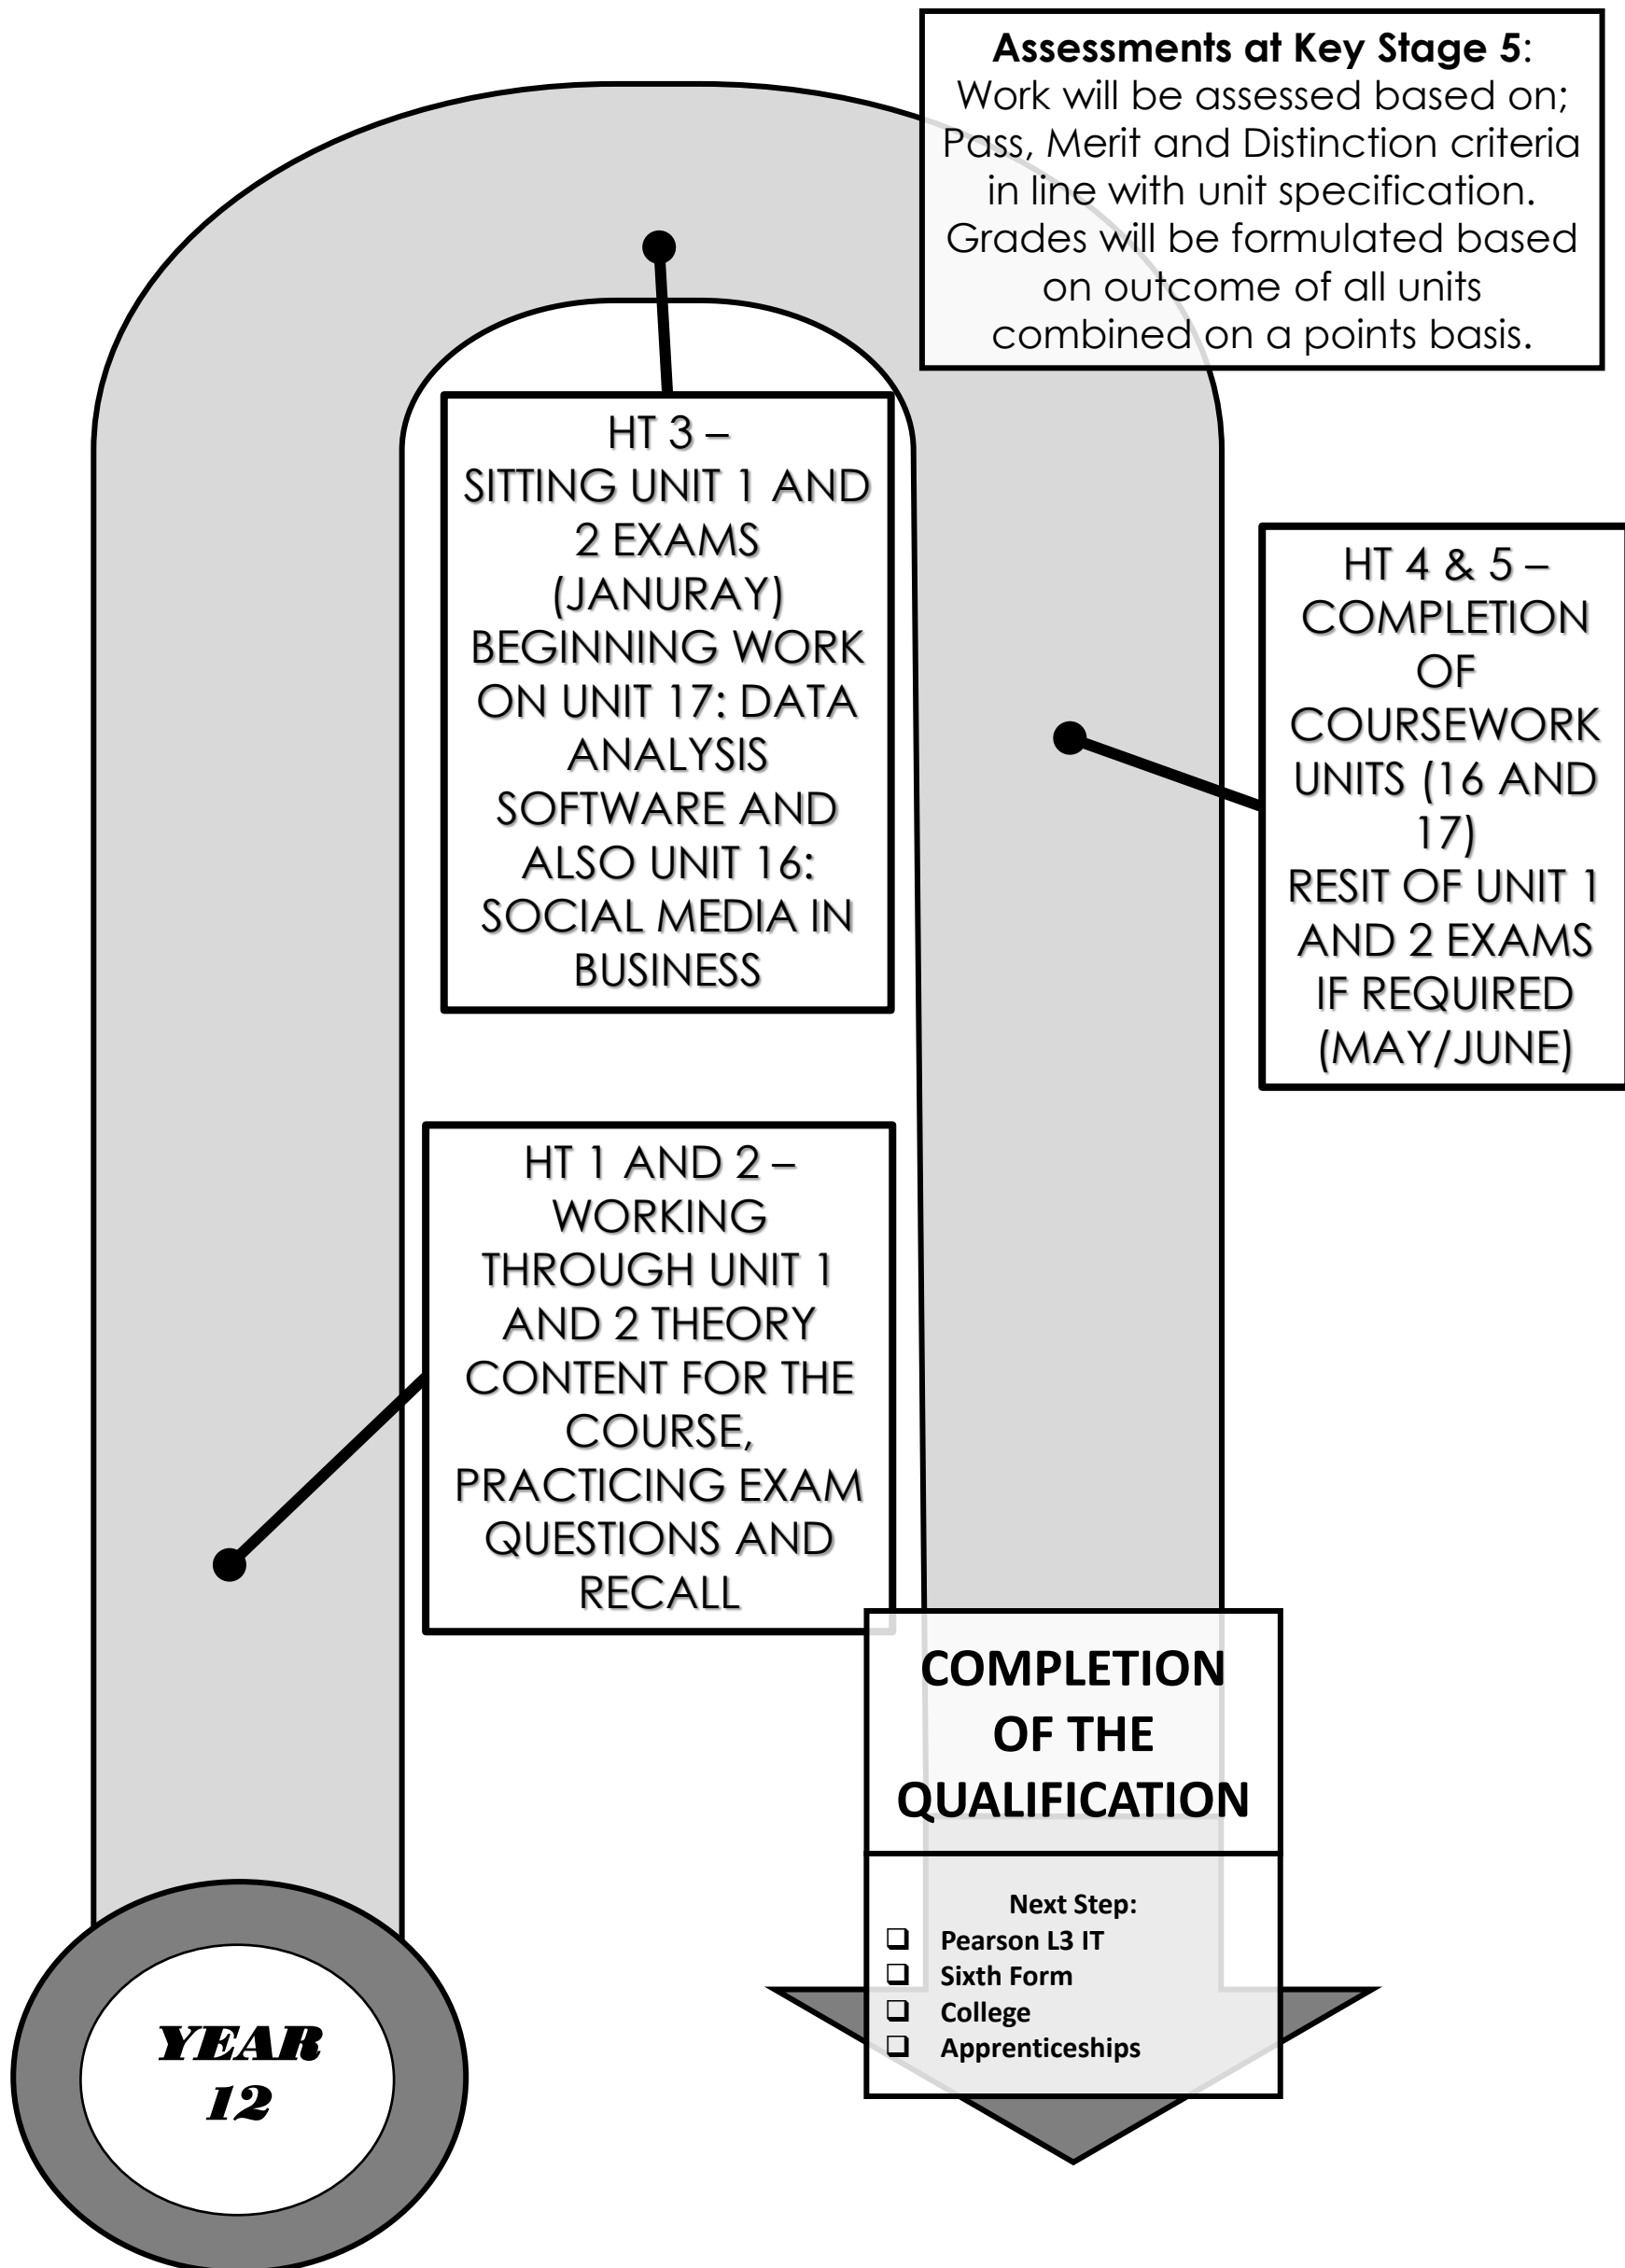 Assessments at Key Stage 5:
Work will be assessed based on;
Pass, Merit and Distinction criteria
in line with unit specification.
Grades will be formulated based
on outcome of all units
combined on a points basis.
HT 3 –
SITTING UNIT 1 AND
2 EXAMS
(JANURAY)
BEGINNING WORK
ON UNIT 17: DATA
ANALYSIS
SOFTWARE AND
ALSO UNIT 16:
SOCIAL MEDIA IN
BUSINESS
HT 4 & 5 –
COMPLETION
OF
COURSEWORK
UNITS (16 AND
17)
RESIT OF UNIT 1
AND 2 EXAMS
IF REQUIRED
(MAY/JUNE)
HT 1 AND 2 –
WORKING
THROUGH UNIT 1
AND 2 THEORY
CONTENT FOR THE
COURSE,
PRACTICING EXAM
QUESTIONS AND
RECALL
COMPLETION
OF THE
QUALIFICATION
Next Step:
❑ Pearson L3 IT
❑ Sixth Form
❑ College
❑ Apprenticeships
YEAR
12